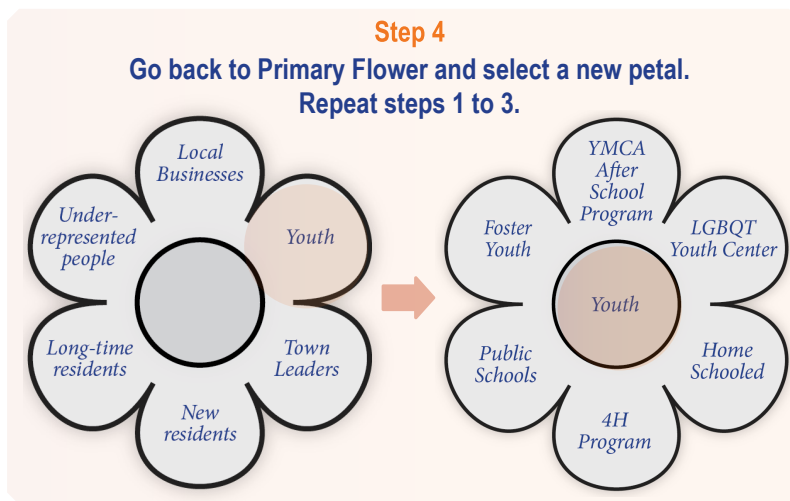 Step 4
Go back to Primary Flower and select a new petal.
Repeat steps 1 to 3.
Local
Businesses
Youth
Town
Leaders
New
residents
Long-time
residents
Under-
represented
people
YMCA
After
School
Program
LGBQT
Youth Center
Home
Schooled
4H
Program
Public
Schools
Foster
Youth
Youth